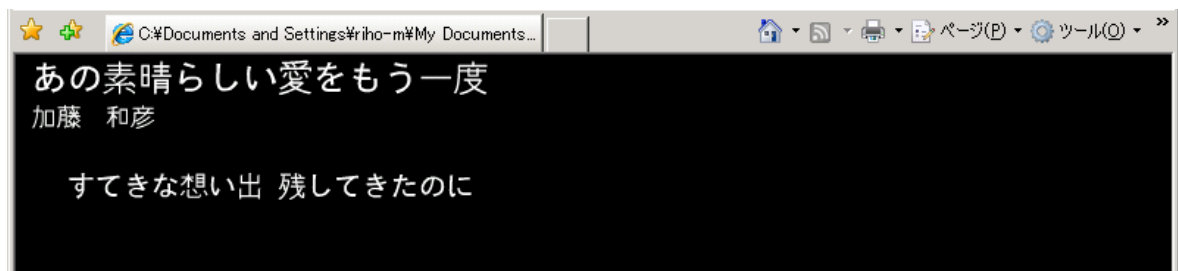 C:¥Documents and Settings¥riho-m¥My Documents... ページ(P) ツール(O) »
あの素晴らしい愛をもう一度
加藤　和彦
すてきな想い出 残してきたのに